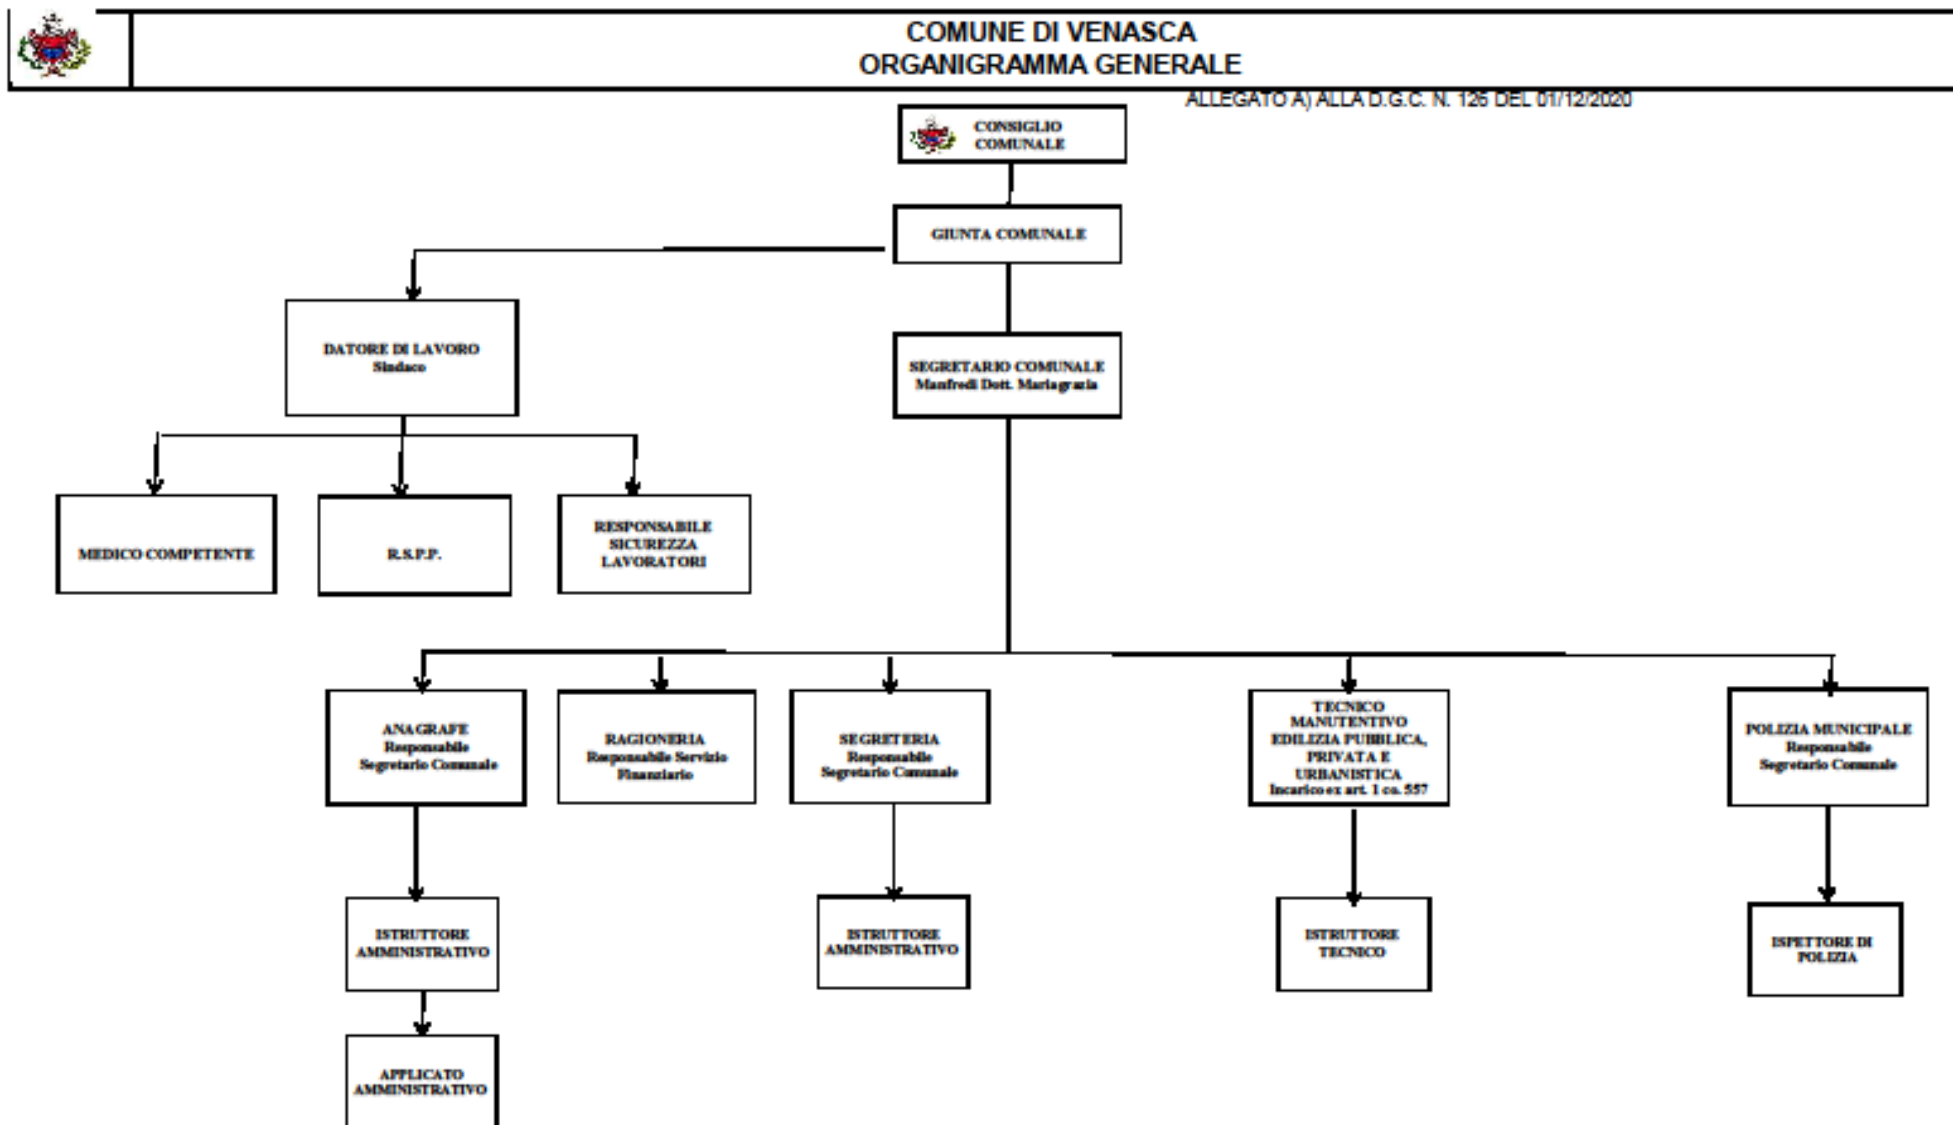 COMUNE DI VENASCA
ORGANIGRAMMA GENERALE
ALLEGATO A) ALLA D.G.C. N. 126 DEL 01/12/2020
CONSIGLIO
COMUNALE
GIUNTA COMUNALE
DATORE DI LAVORO
Sindaco
SEGRETARIO COMUNALE
Manfredi Dott. Mariagrazia
MEDICO COMPETENTE
R.S.P.P.
RESPONSABILE
SICUREZZA
LAVORATORI
ANAGRAFE
Responsabile
Segretario Comunale
RAGIONERIA
Responsabile Servizio
Finanziario
SEGRETERIA
Responsabile
Segretario Comunale
TECNICO
MANUTENTIVO
EDILIZIA PUBBLICA,
PRIVATA E
URBANISTICA
Incarico ex art. 1 co. 557
POLIZIA MUNICIPALE
Responsabile
Segretario Comunale
ISTRUTTORE
AMMINISTRATIVO
ISTRUTTORE
AMMINISTRATIVO
ISTRUTTORE
TECNICO
ISPETTORE DI
POLIZIA
APPLICATO
AMMINISTRATIVO